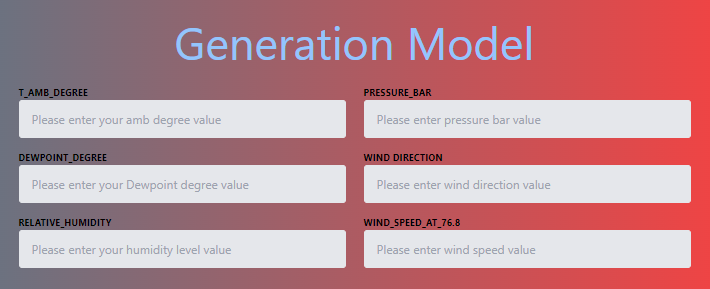 Generation Model
T_AMB_DEGREE
Please enter your amb degree value
PRESSURE_BAR
Please enter pressure bar value
DEWPOINT_DEGREE
Please enter your Dewpoint degree value
WIND DIRECTION
Please enter wind direction value
RELATIVE_HUMIDITY
Please enter your humidity level value
WIND_SPEED_AT_76.8
Please enter wind speed value